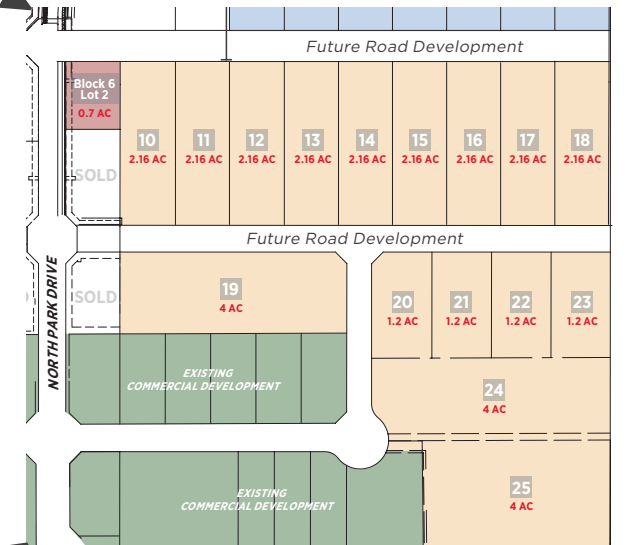 Future Road Development
Block 6
Lot 2
0.7 AC
10
2.16 AC
11
2.16 AC
12
2.16 AC
13
2.16 AC
14
2.16 AC
15
2.16 AC
16
2.16 AC
17
2.16 AC
18
2.16 AC
SOLD
Future Road Development
NORTH PARK DRIVE
SOLD
19
4 AC
20
1.2 AC
21
1.2 AC
22
1.2 AC
23
1.2 AC
EXISTING
COMMERCIAL DEVELOPMENT
24
4 AC
25
4 AC
EXISTING
COMMERCIAL DEVELOPMENT